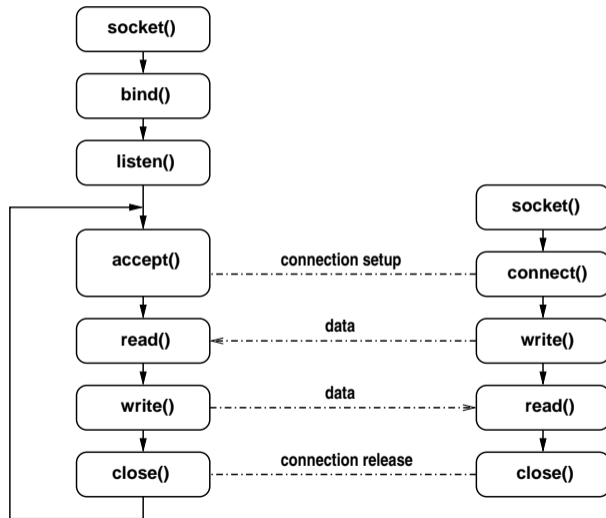 socket()
bind()
listen()
socket()
accept()
connection setup
connect()
read()
data
write()
write()
data
read()
close()
connection release
close()